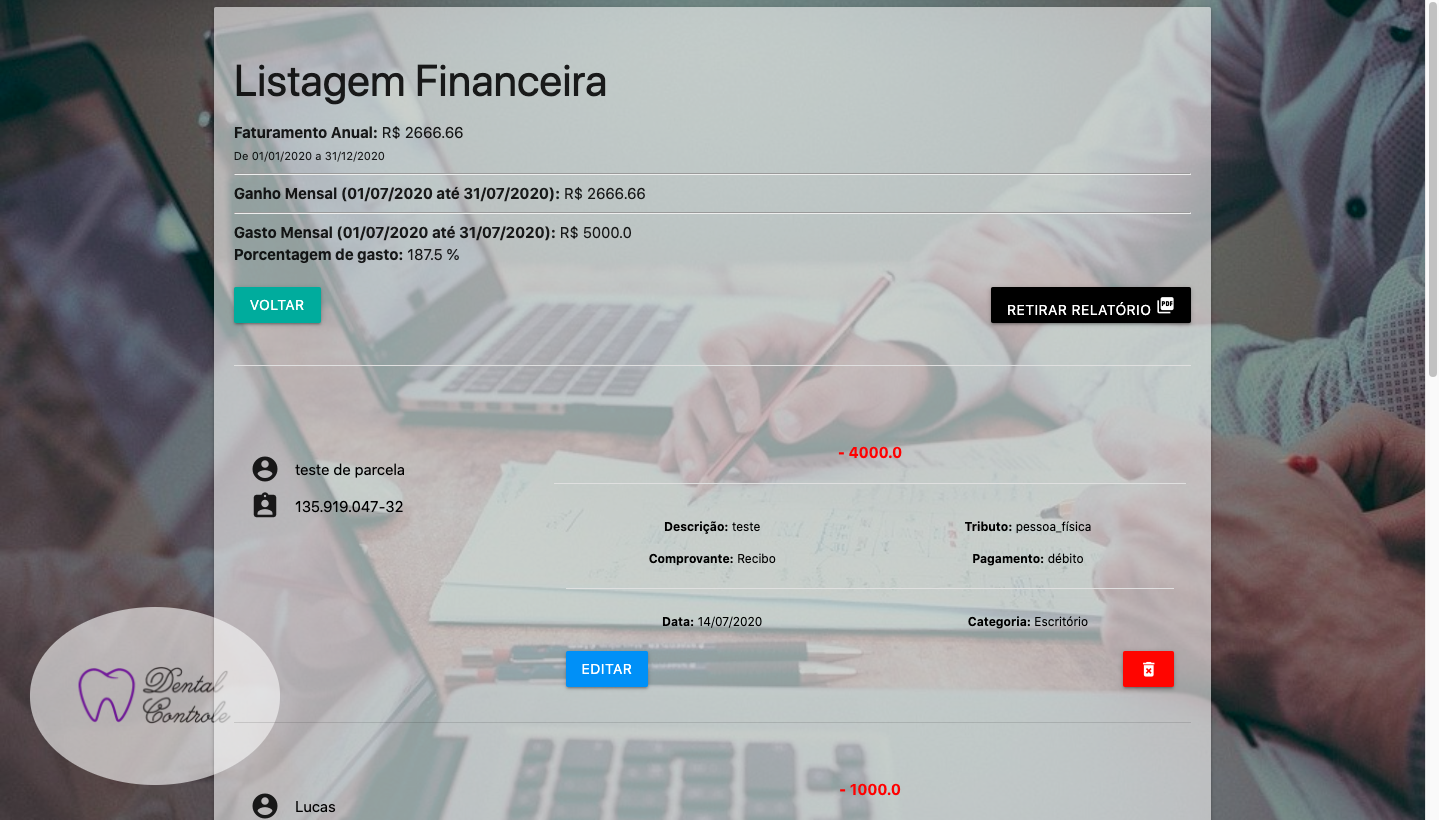 Listagem Financeira
Faturamento Anual: R$ 2666.66
De 01/01/2020 a 31/12/2020
Ganho Mensal (01/07/2020 até 31/07/2020): R$ 2666.66
Gasto Mensal (01/07/2020 até 31/07/2020): R$ 5000.0
Porcentagem de gasto: 187.5 %
VOLTAR
RETIRAR RELATÓRIO PDF
teste de parcela
135.919.047-32
- 4000.0
Descrição: teste
Tributo: pessoa_física
Comprovante: Recibo
Pagamento: débito
Data: 14/07/2020
Categoria: Escritório
EDITAR
Dental
Controle
Lucas
- 1000.0